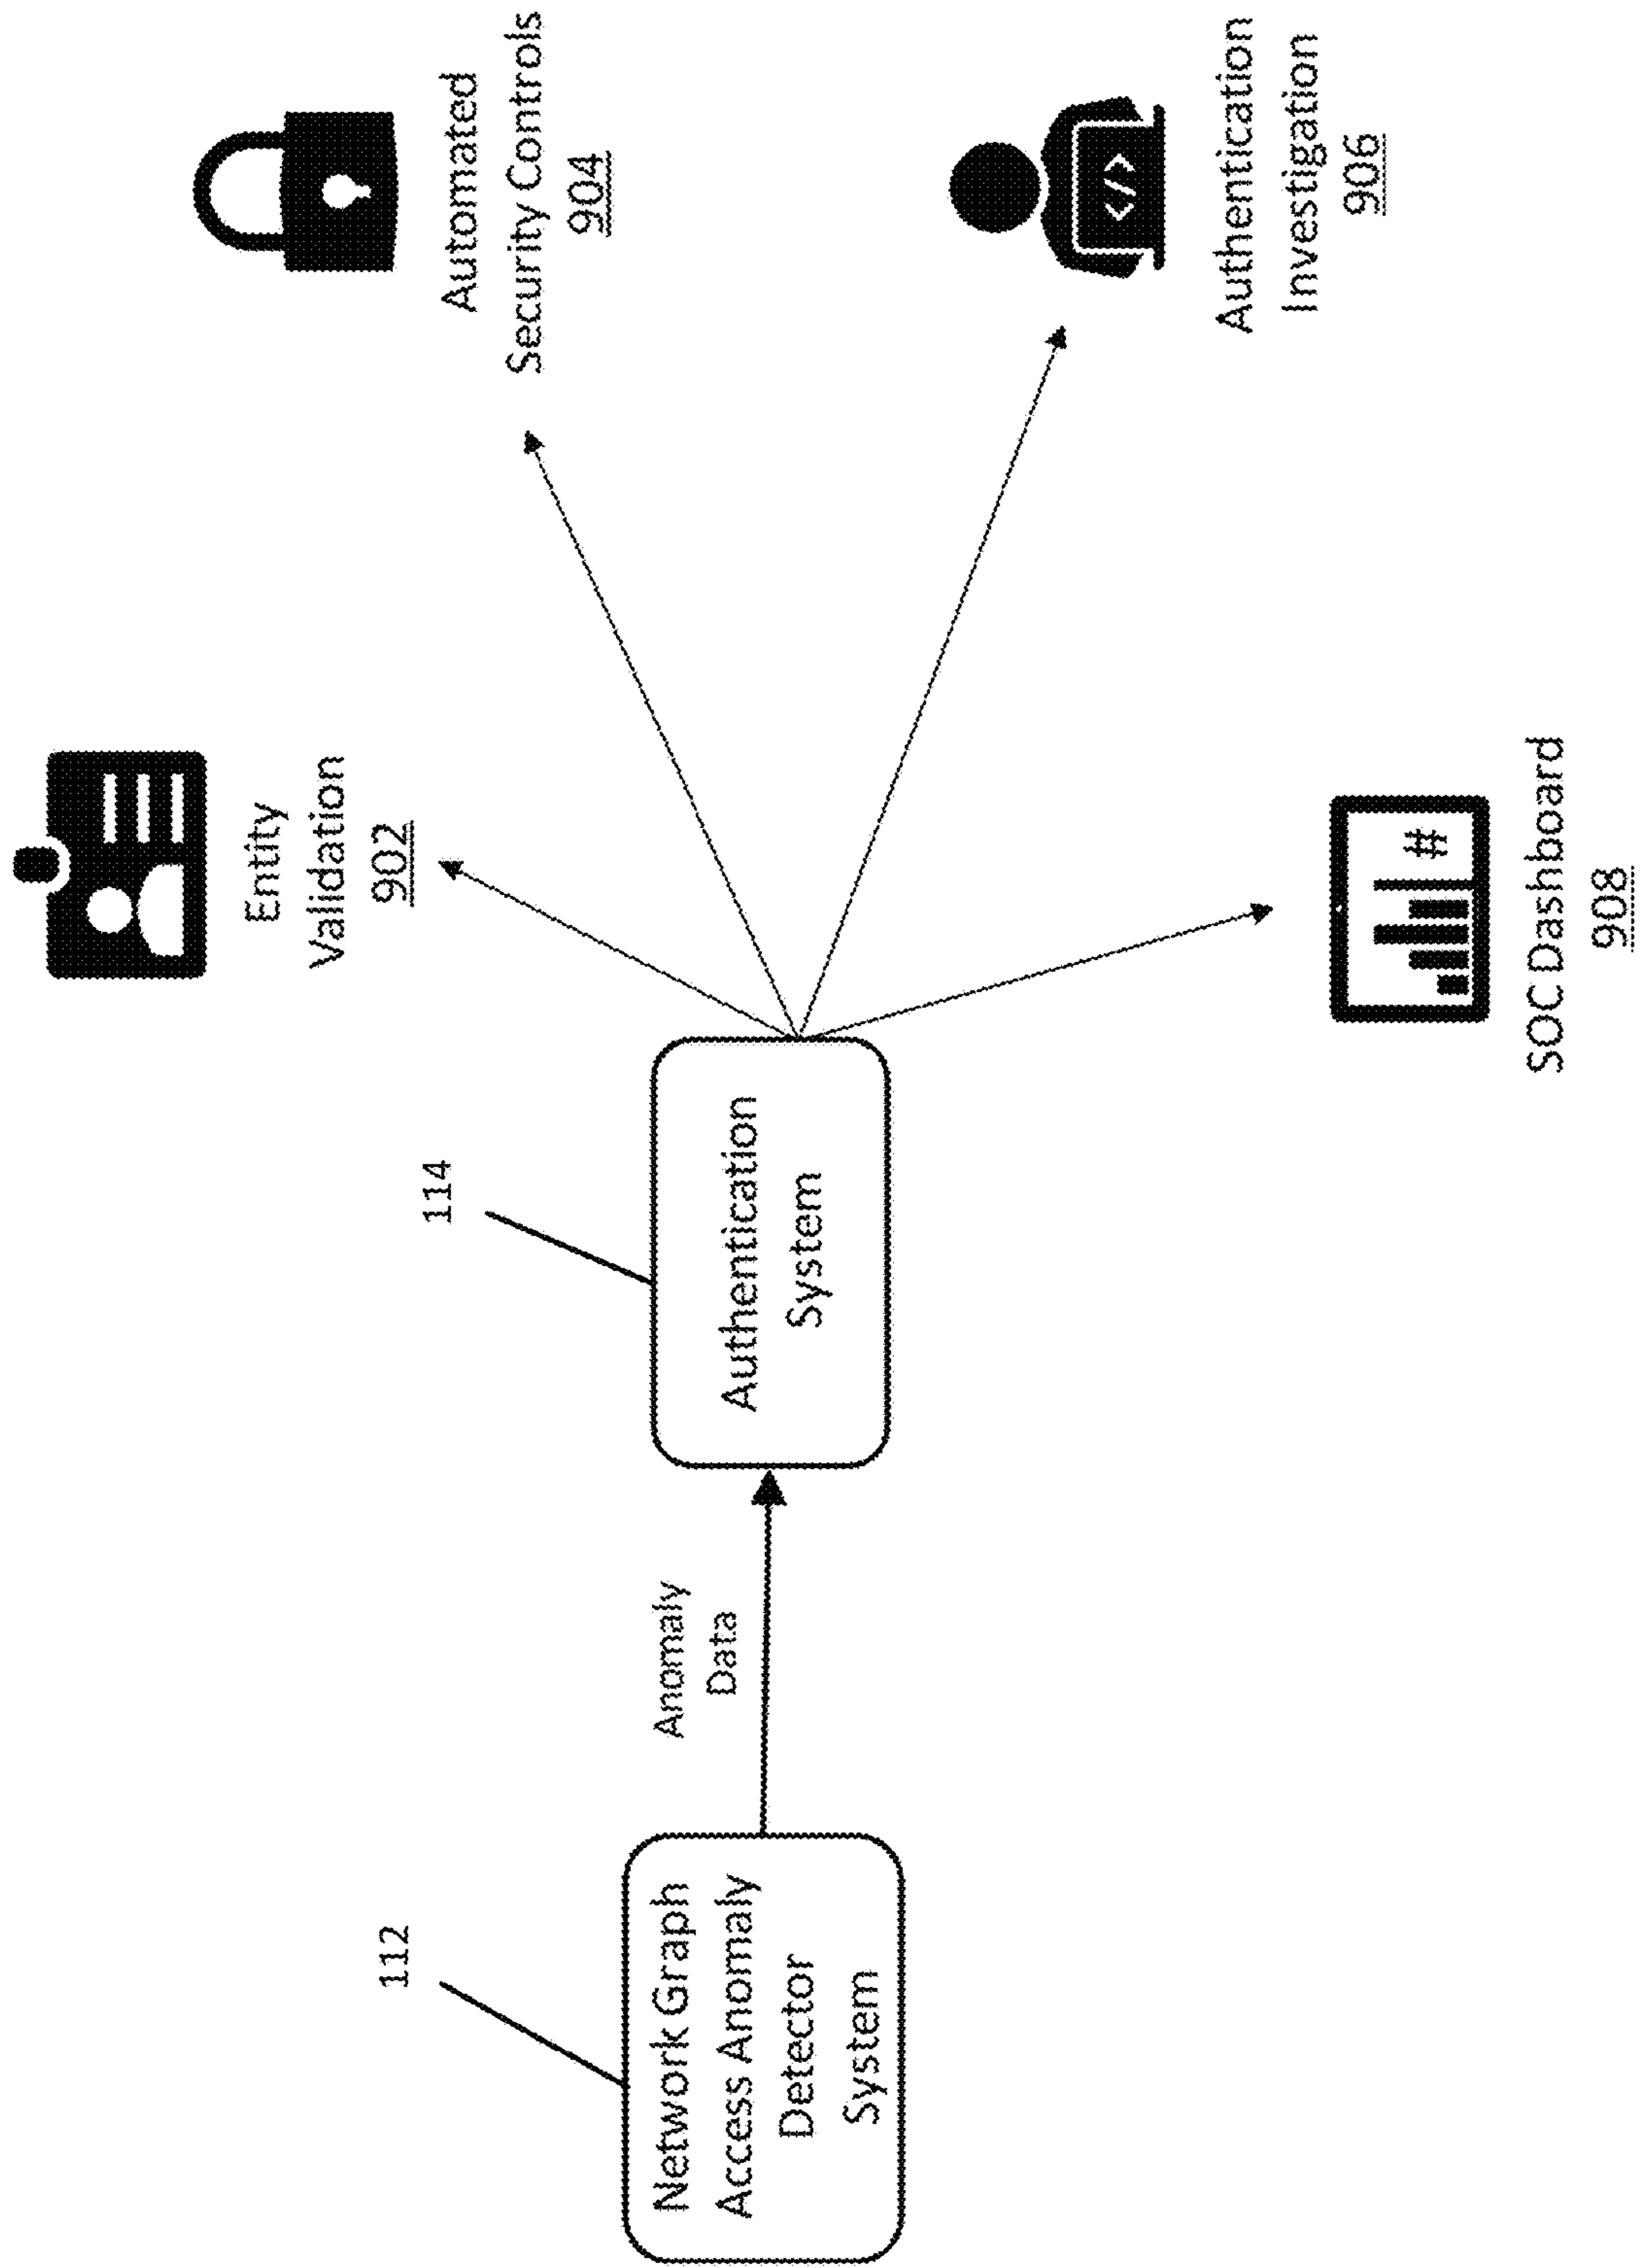 112
Network Graph
Access Anomaly
Detector
System
Anomaly
Data
114
Authentication
System
Entity
Validation
902
Automated
Security Controls
904
</>
Authentication
Investigation
906
#
SOC Dashboard
908